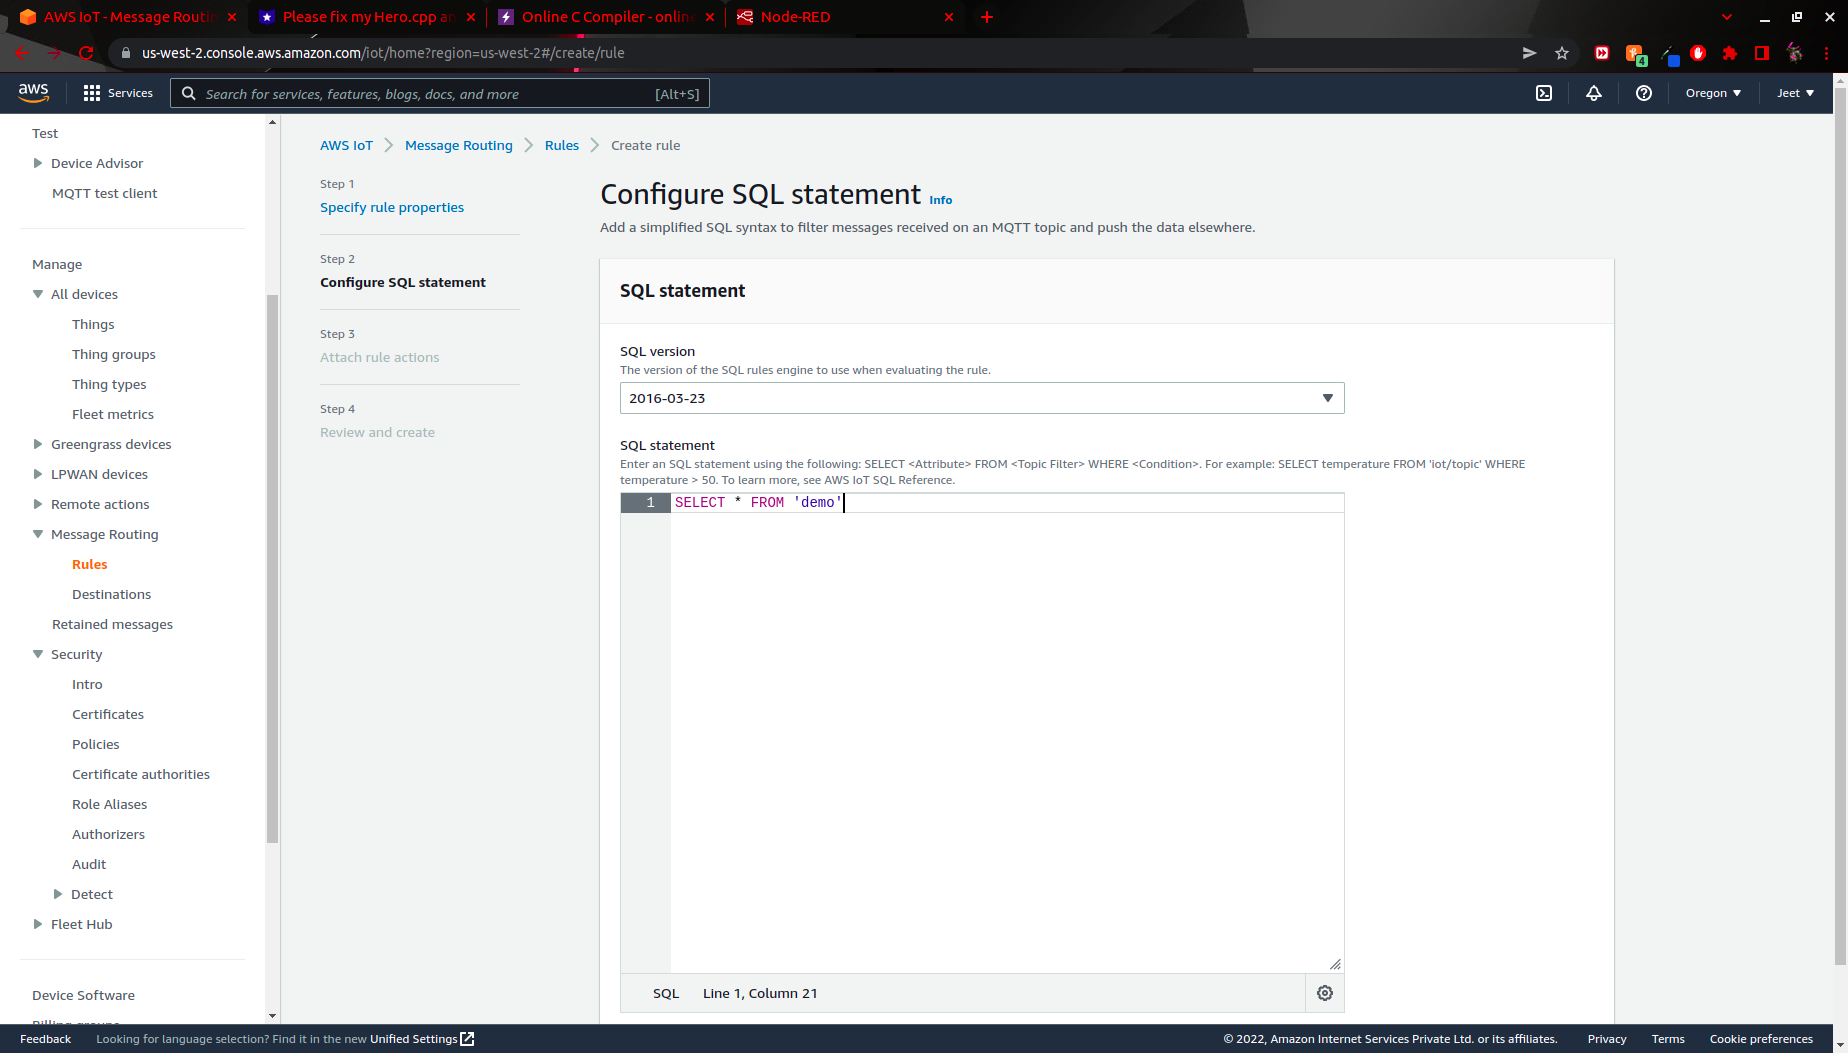 AWS IoT - Message Routin
Please fix my Hero.cpp an
Online C Compiler - online
Node-RED
us-west-2.console.aws.amazon.com/iot/home?region=us-west-2#/create/rule
4
aws
Services
Search for services, features, blogs, docs, and more
[Alt+S]
Oregon
Jeet
Test
Device Advisor
MQTT test client
Manage
All devices
Things
Thing groups
Thing types
Fleet metrics
Greengrass devices
LPWAN devices
Remote actions
Message Routing
Rules
Destinations
Retained messages
Security
Intro
Certificates
Policies
Certificate authorities
Role Aliases
Authorizers
Audit
Detect
Fleet Hub
Device Software
Billing groups
AWS IoT
Message Routing
Rules
Create rule
Step 1
Specify rule properties
Step 2
Configure SQL statement
Step 3
Attach rule actions
Step 4
Review and create
Configure SQL statement Info
Add a simplified SQL syntax to filter messages received on an MQTT topic and push the data elsewhere.
SQL statement
SQL version
The version of the SQL rules engine to use when evaluating the rule.
2016-03-23
SQL statement
Enter an SQL statement using the following: SELECT <Attribute> FROM <Topic Filter> WHERE <Condition>. For example: SELECT temperature FROM 'iot/topic' WHERE
temperature > 50. To learn more, see AWS IoT SQL Reference.
1 SELECT * FROM 'demo'
SQL Line 1, Column 21
Feedback
Looking for language selection? Find it in the new Unified Settings
© 2022, Amazon Internet Services Private Ltd. or its affiliates.
Privacy
Terms
Cookie preferences